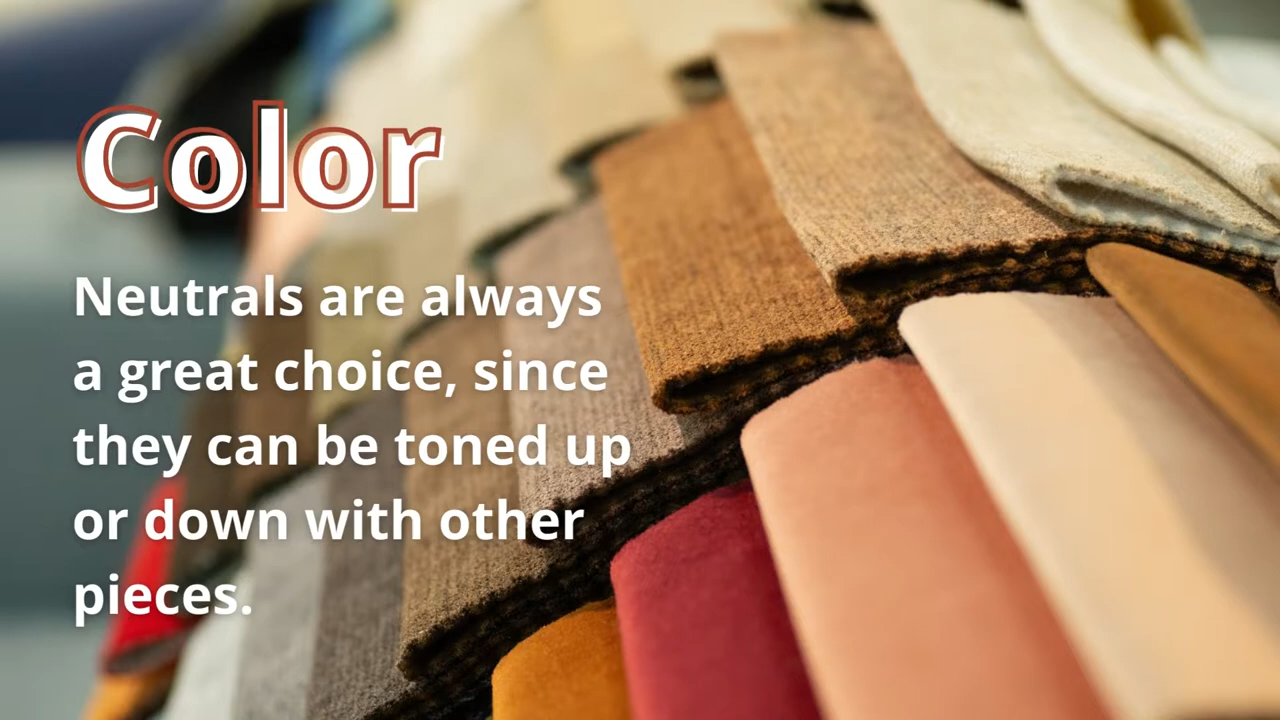 Color
Neutrals are always
a great choice, since
they can be toned up
or down with other
pieces.